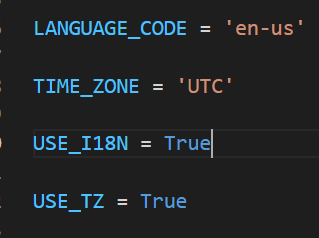 LANGUAGE_CODE = 'en-us'
TIME_ZONE = 'UTC'
USE_I18N = True
USE_TZ = True